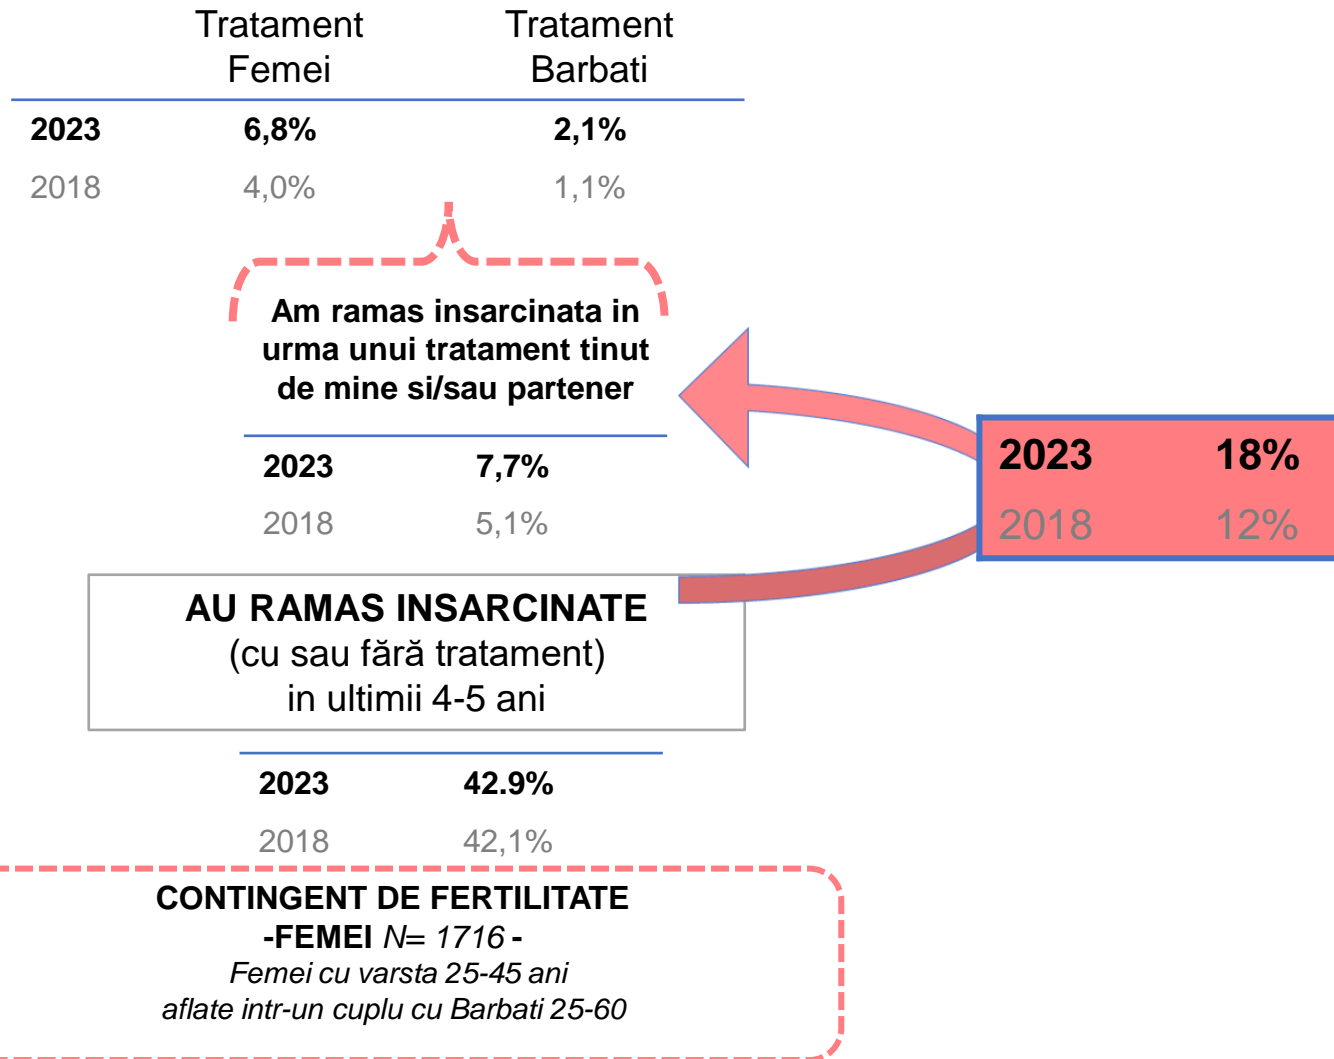 Tratament Tratament
Femei Barbati
2023 6,8% 2,1%
2018 4,0% 1,1%
Am ramas insarcinata in
urma unui tratament tinut
de mine si/sau partener
2023 7,7%
2018 5,1%
2023 18%
2018 12%
AU RAMAS INSARCINATE
(cu sau fără tratament)
in ultimii 4-5 ani
2023 42.9%
2018 42,1%
CONTINGENT DE FERTILITATE
-FEMEI N= 1716 -
Femei cu varsta 25-45 ani
aflate intr-un cuplu cu Barbati 25-60